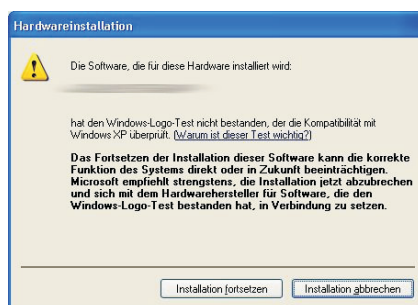 Hardwareinstallation
Die Software, die für diese Hardware installiert wird:
hat den Windows-Logo-Test nicht bestanden, der die Kompatibilität mit
Windows XP überprüft. (Warum ist dieser Test wichtig?)
Das Fortsetzen der Installation dieser Software kann die korrekte
Funktion des Systems direkt oder in Zukunft beeinträchtigen.
Microsoft empfiehlt strengstens, die Installation jetzt abzubrechen
und sich mit dem Hardwarehersteller für Software, die den
Windows-Logo-Test bestanden hat, in Verbindung zu setzen.
Installation fortsetzen
Installation abbrechen